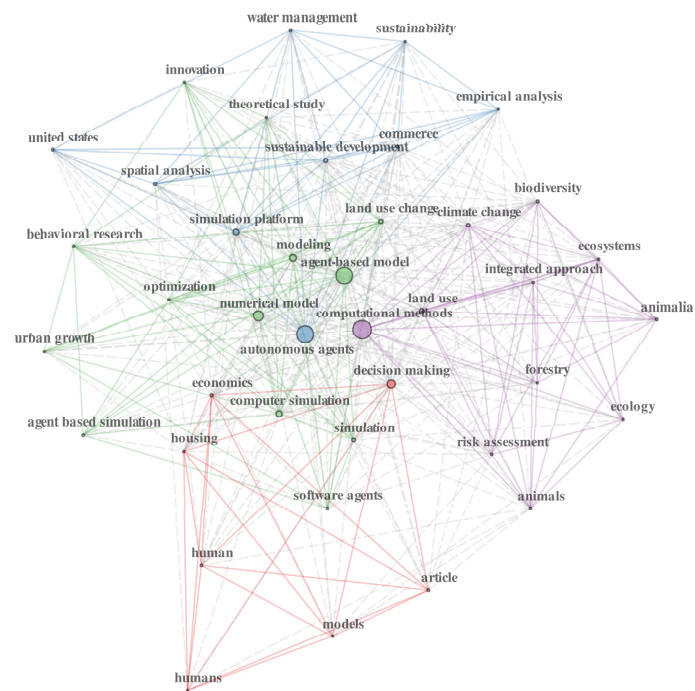 water management
sustainability
innovation
empirical analysis
theoretical study
united states
commerce
sustainable development
spatial analysis
biodiversity
land use change
climate change
simulation platform
behavioral research
modeling
ecosystems
agent-based model
integrated approach
optimization
numerical model
land use
computational methods
animalia
urban growth
autonomous agents
decision making
forestry
economics
computer simulation
ecology
agent based simulation
simulation
housing
risk assessment
software agents
animals
human
article
models
humans